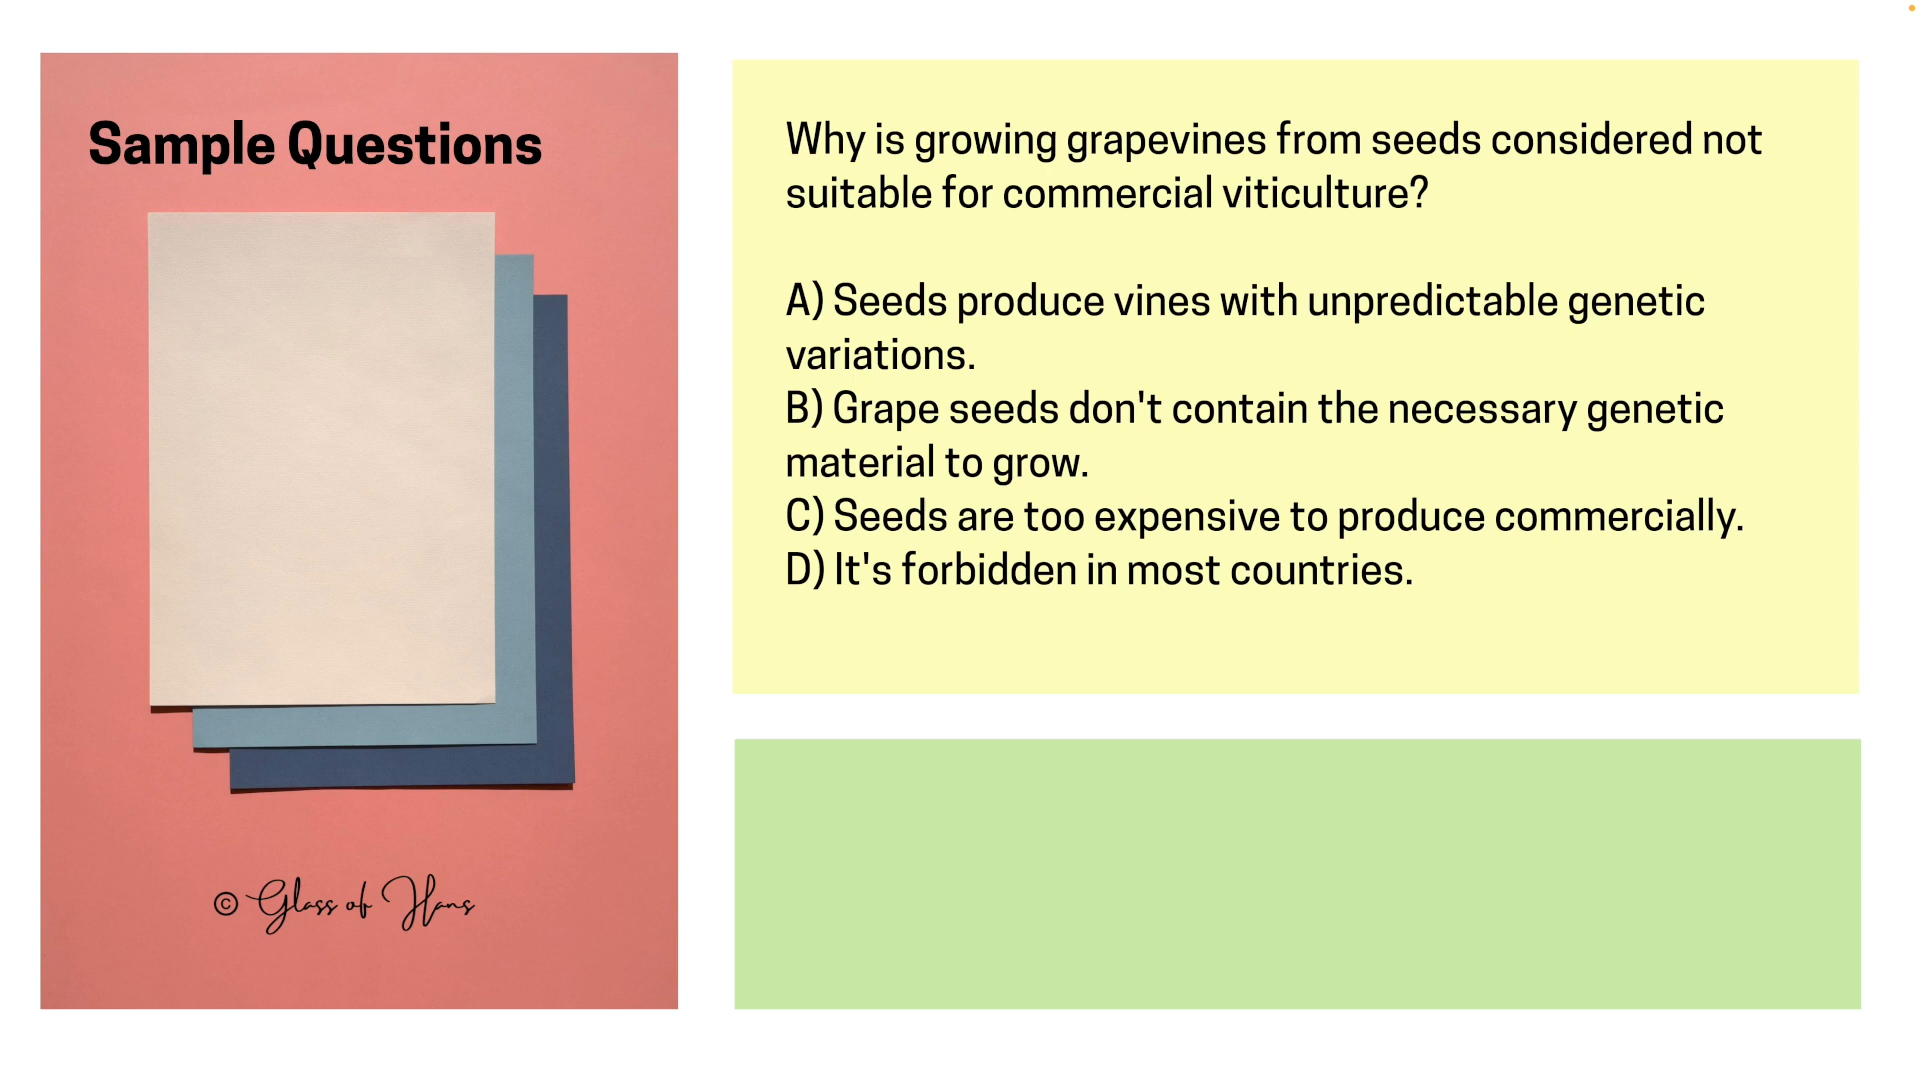 Sample Questions
Why is growing grapevines from seeds considered not
suitable for commercial viticulture?
A) Seeds produce vines with unpredictable genetic
variations.
B) Grape seeds don't contain the necessary genetic
material to grow.
C) Seeds are too expensive to produce commercially.
D) It's forbidden in most countries.
© Glass of Hans